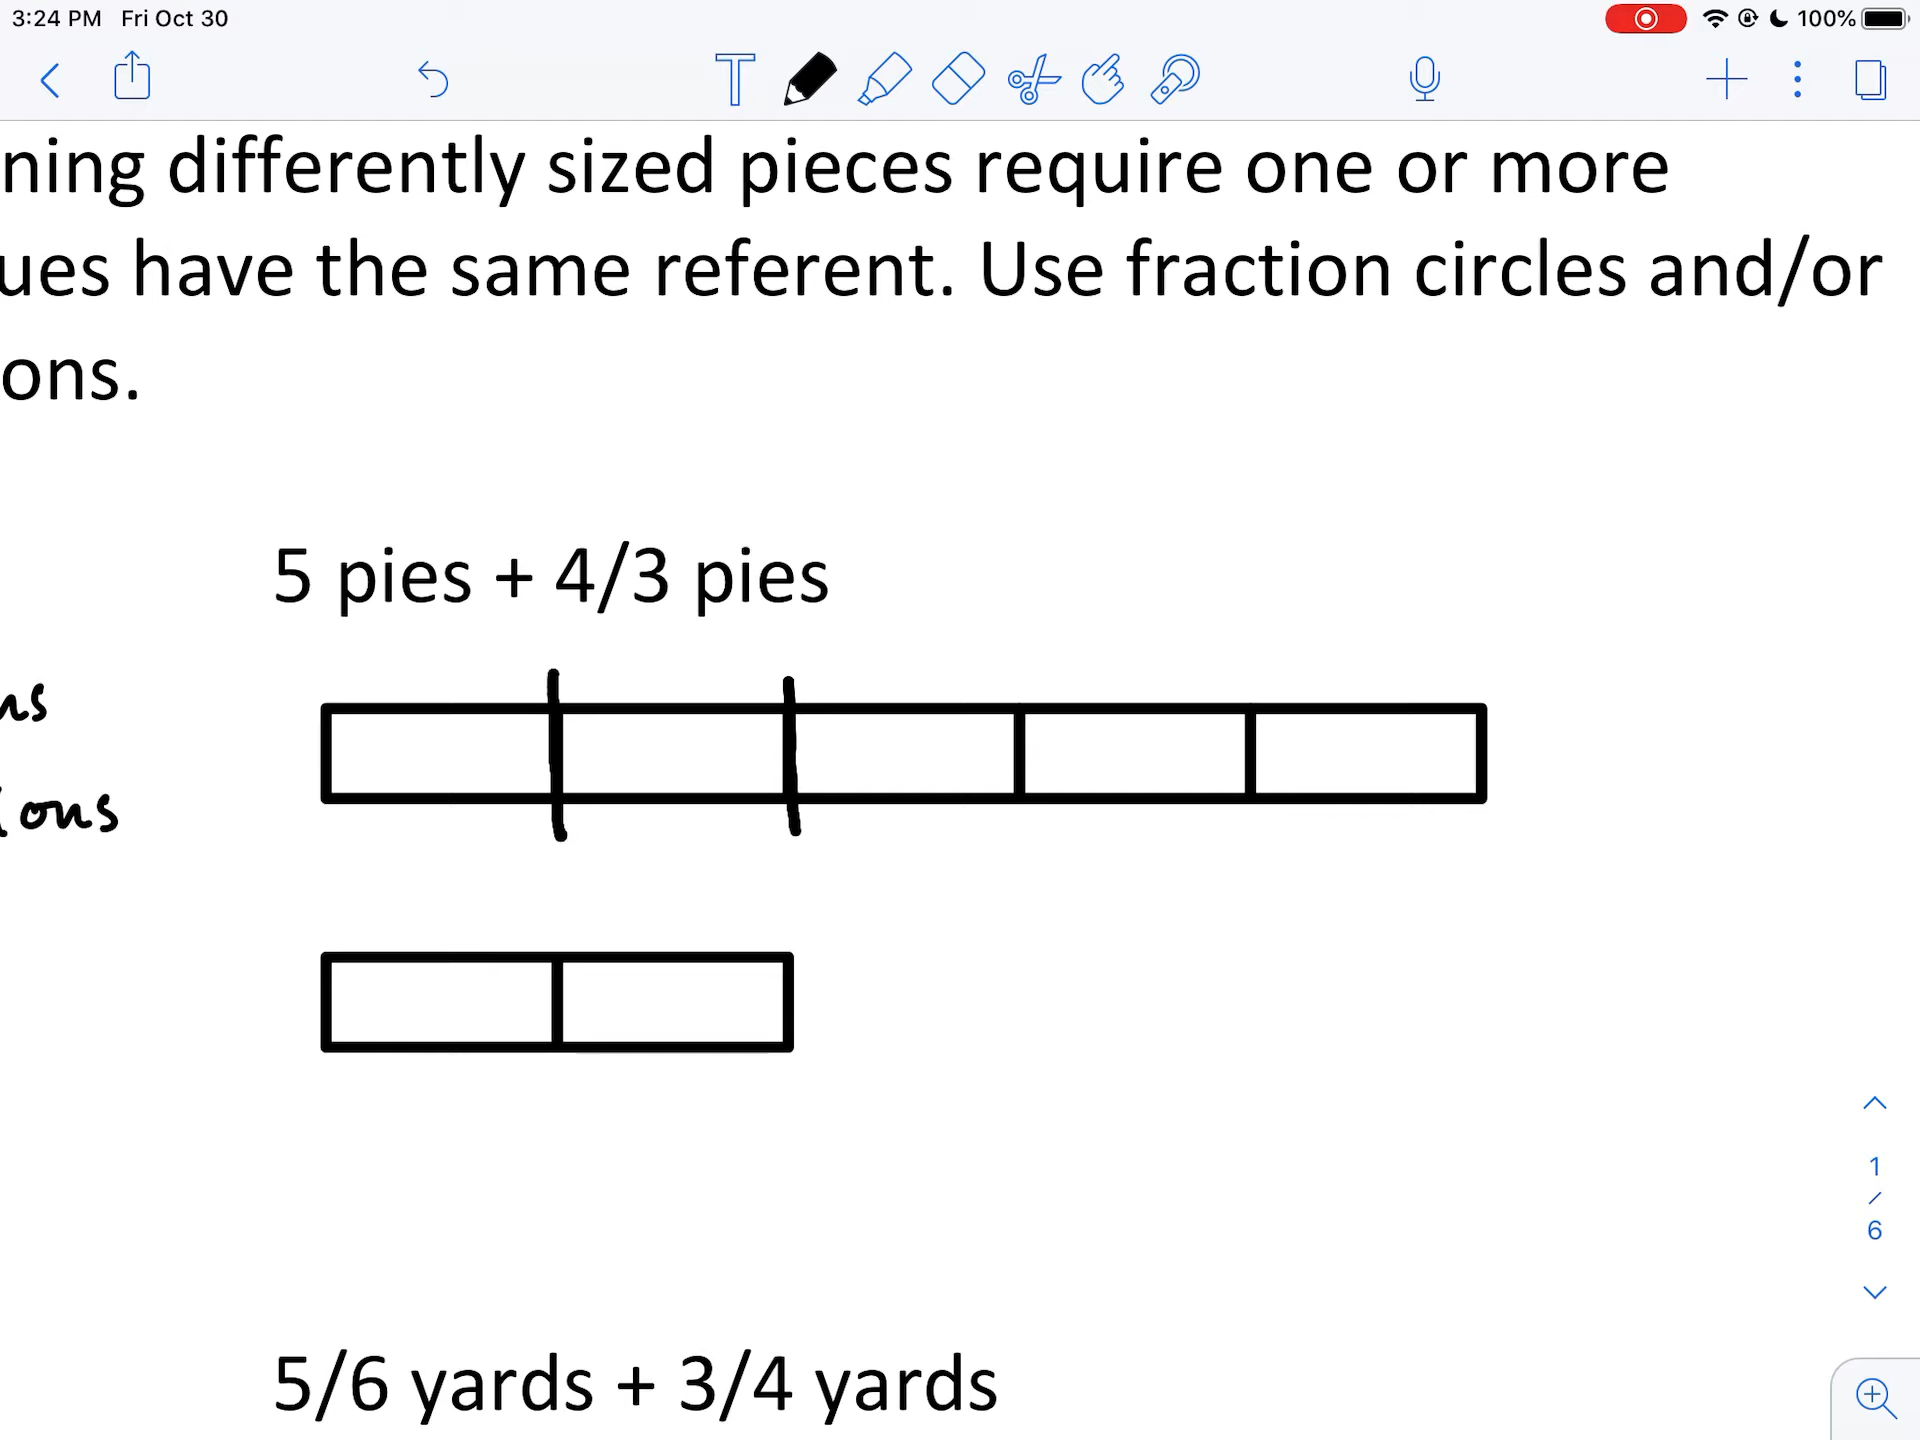 3:24 PM Fri Oct 30
100%
ning differently sized pieces require one or more
ues have the same referent. Use fraction circles and/or
ons.
5 pies + 4/3 pies
ns
ons
5/6 yards + 3/4 yards
1
/
6